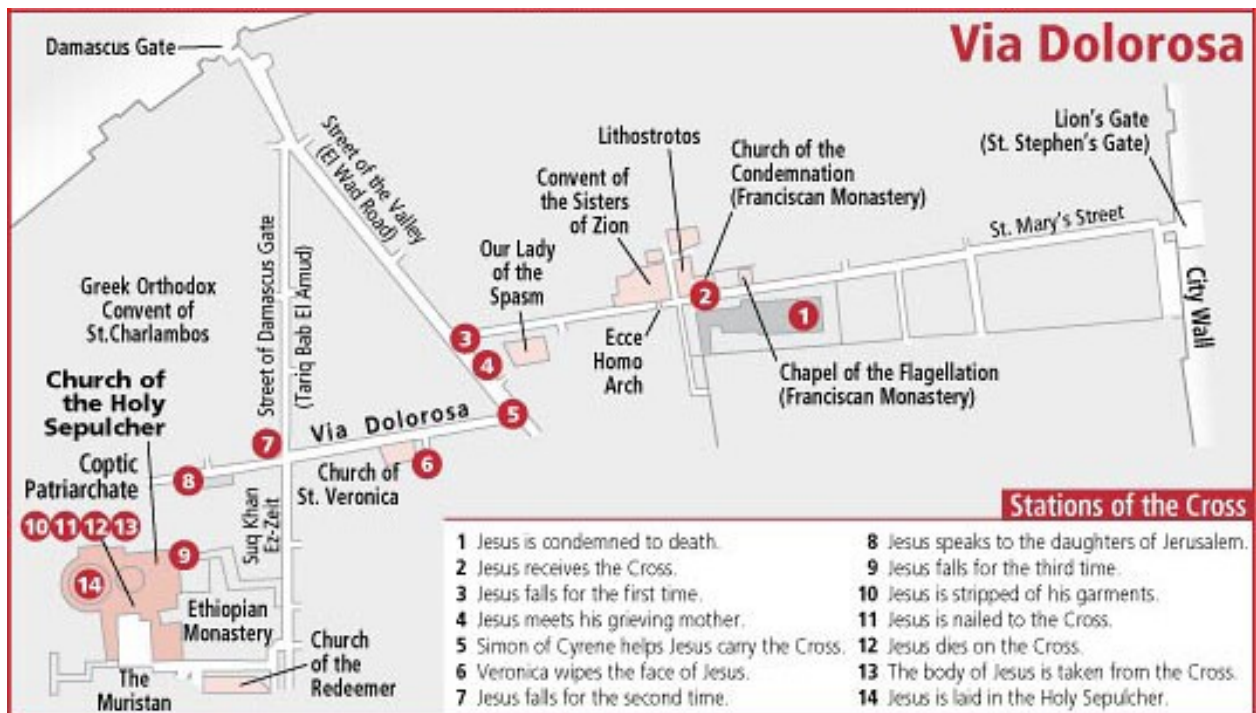 Via Dolorosa
Damascus Gate
Street of the Valley
(El Wad Road)
Lithostrotos
Church of the
Condemnation
(Franciscan Monastery)
Lion's Gate
(St. Stephen's Gate)
Convent of
the Sisters
of Zion
St. Mary's Street
Our Lady
of the
Spasm
Greek Orthodox
Convent of
St.Charlambos
Street of Damascus Gate
(Tariq Bab El Amud)
City Wall
2
1
3
4
Ecce
Homo
Arch
Chapel of the Flagellation
(Franciscan Monastery)
Church of
the Holy
Sepulcher
Via Dolorosa
5
7
6
Church of
St. Veronica
Coptic
Patriarchate
8
10 11 12 13
Suq Khan
Ez-Zeit
9
14
Ethiopian
Monastery
Church
of the
Redeemer
The
Muristan
Stations of the Cross
1 Jesus is condemned to death.
2 Jesus receives the Cross.
3 Jesus falls for the first time.
4 Jesus meets his grieving mother.
5 Simon of Cyrene helps Jesus carry the Cross.
6 Veronica wipes the face of Jesus.
7 Jesus falls for the second time.
8 Jesus speaks to the daughters of Jerusalem.
9 Jesus falls for the third time.
10 Jesus is stripped of his garments.
11 Jesus is nailed to the Cross.
12 Jesus dies on the Cross.
13 The body of Jesus is taken from the Cross.
14 Jesus is laid in the Holy Sepulcher.